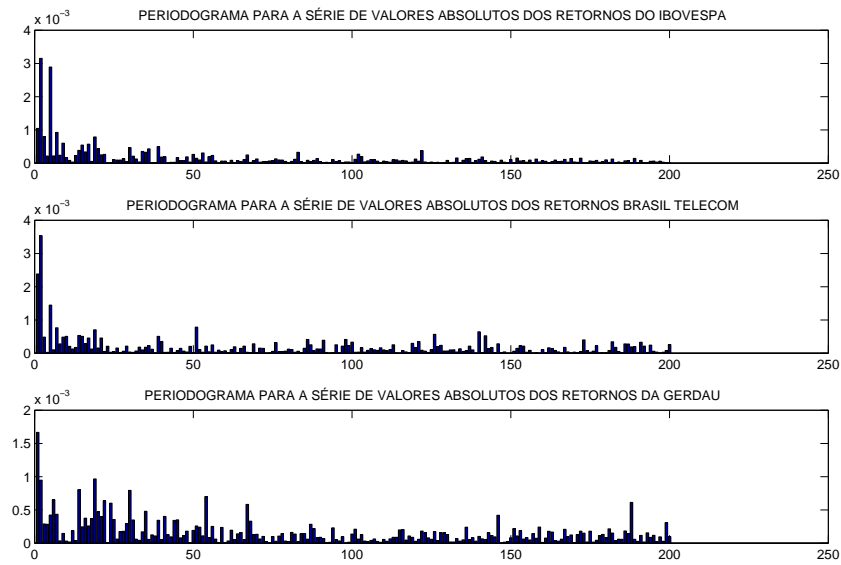 PERIODOGRAMA PARA A SÉRIE DE VALORES ABSOLUTOS DOS RETORNOS DO IBOVESPA
x 10⁻³
4
3
2
1
0
0 50 100 150 200 250
PERIODOGRAMA PARA A SÉRIE DE VALORES ABSOLUTOS DOS RETORNOS BRASIL TELECOM
x 10⁻³
4
3
2
1
0
0 50 100 150 200 250
PERIODOGRAMA PARA A SÉRIE DE VALORES ABSOLUTOS DOS RETORNOS DA GERDAU
x 10⁻³
2
1.5
1
0.5
0
0 50 100 150 200 250